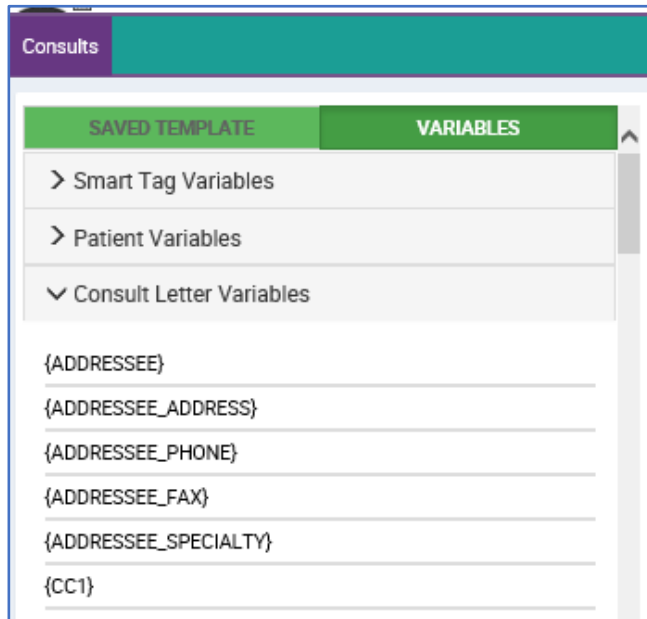 Consults
SAVED TEMPLATE VARIABLES
Smart Tag Variables
Patient Variables
Consult Letter Variables
{ADDRESSEE}
{ADDRESSEE_ADDRESS}
{ADDRESSEE_PHONE}
{ADDRESSEE_FAX}
{ADDRESSEE_SPECIALTY}
{CC1}